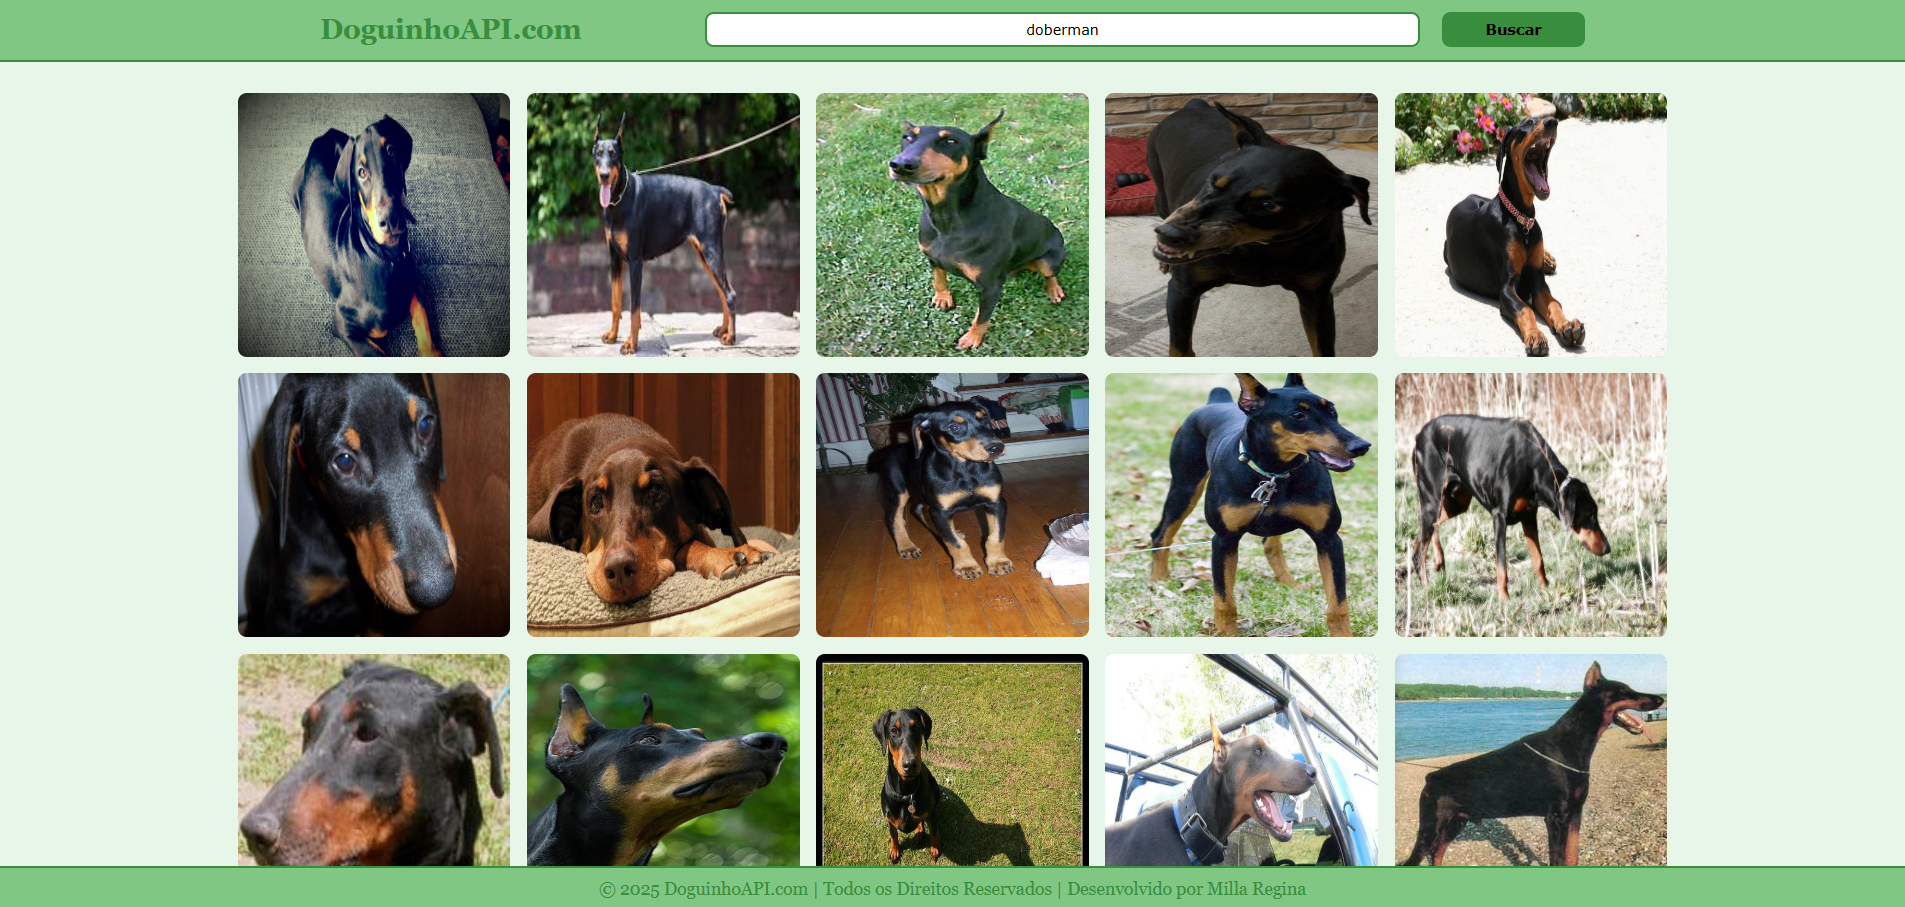 DoguinhoAPI.com
doberman
Buscar
© 2025 DoguinhoAPI.com | Todos os Direitos Reservados | Desenvolvido por Milla Regina